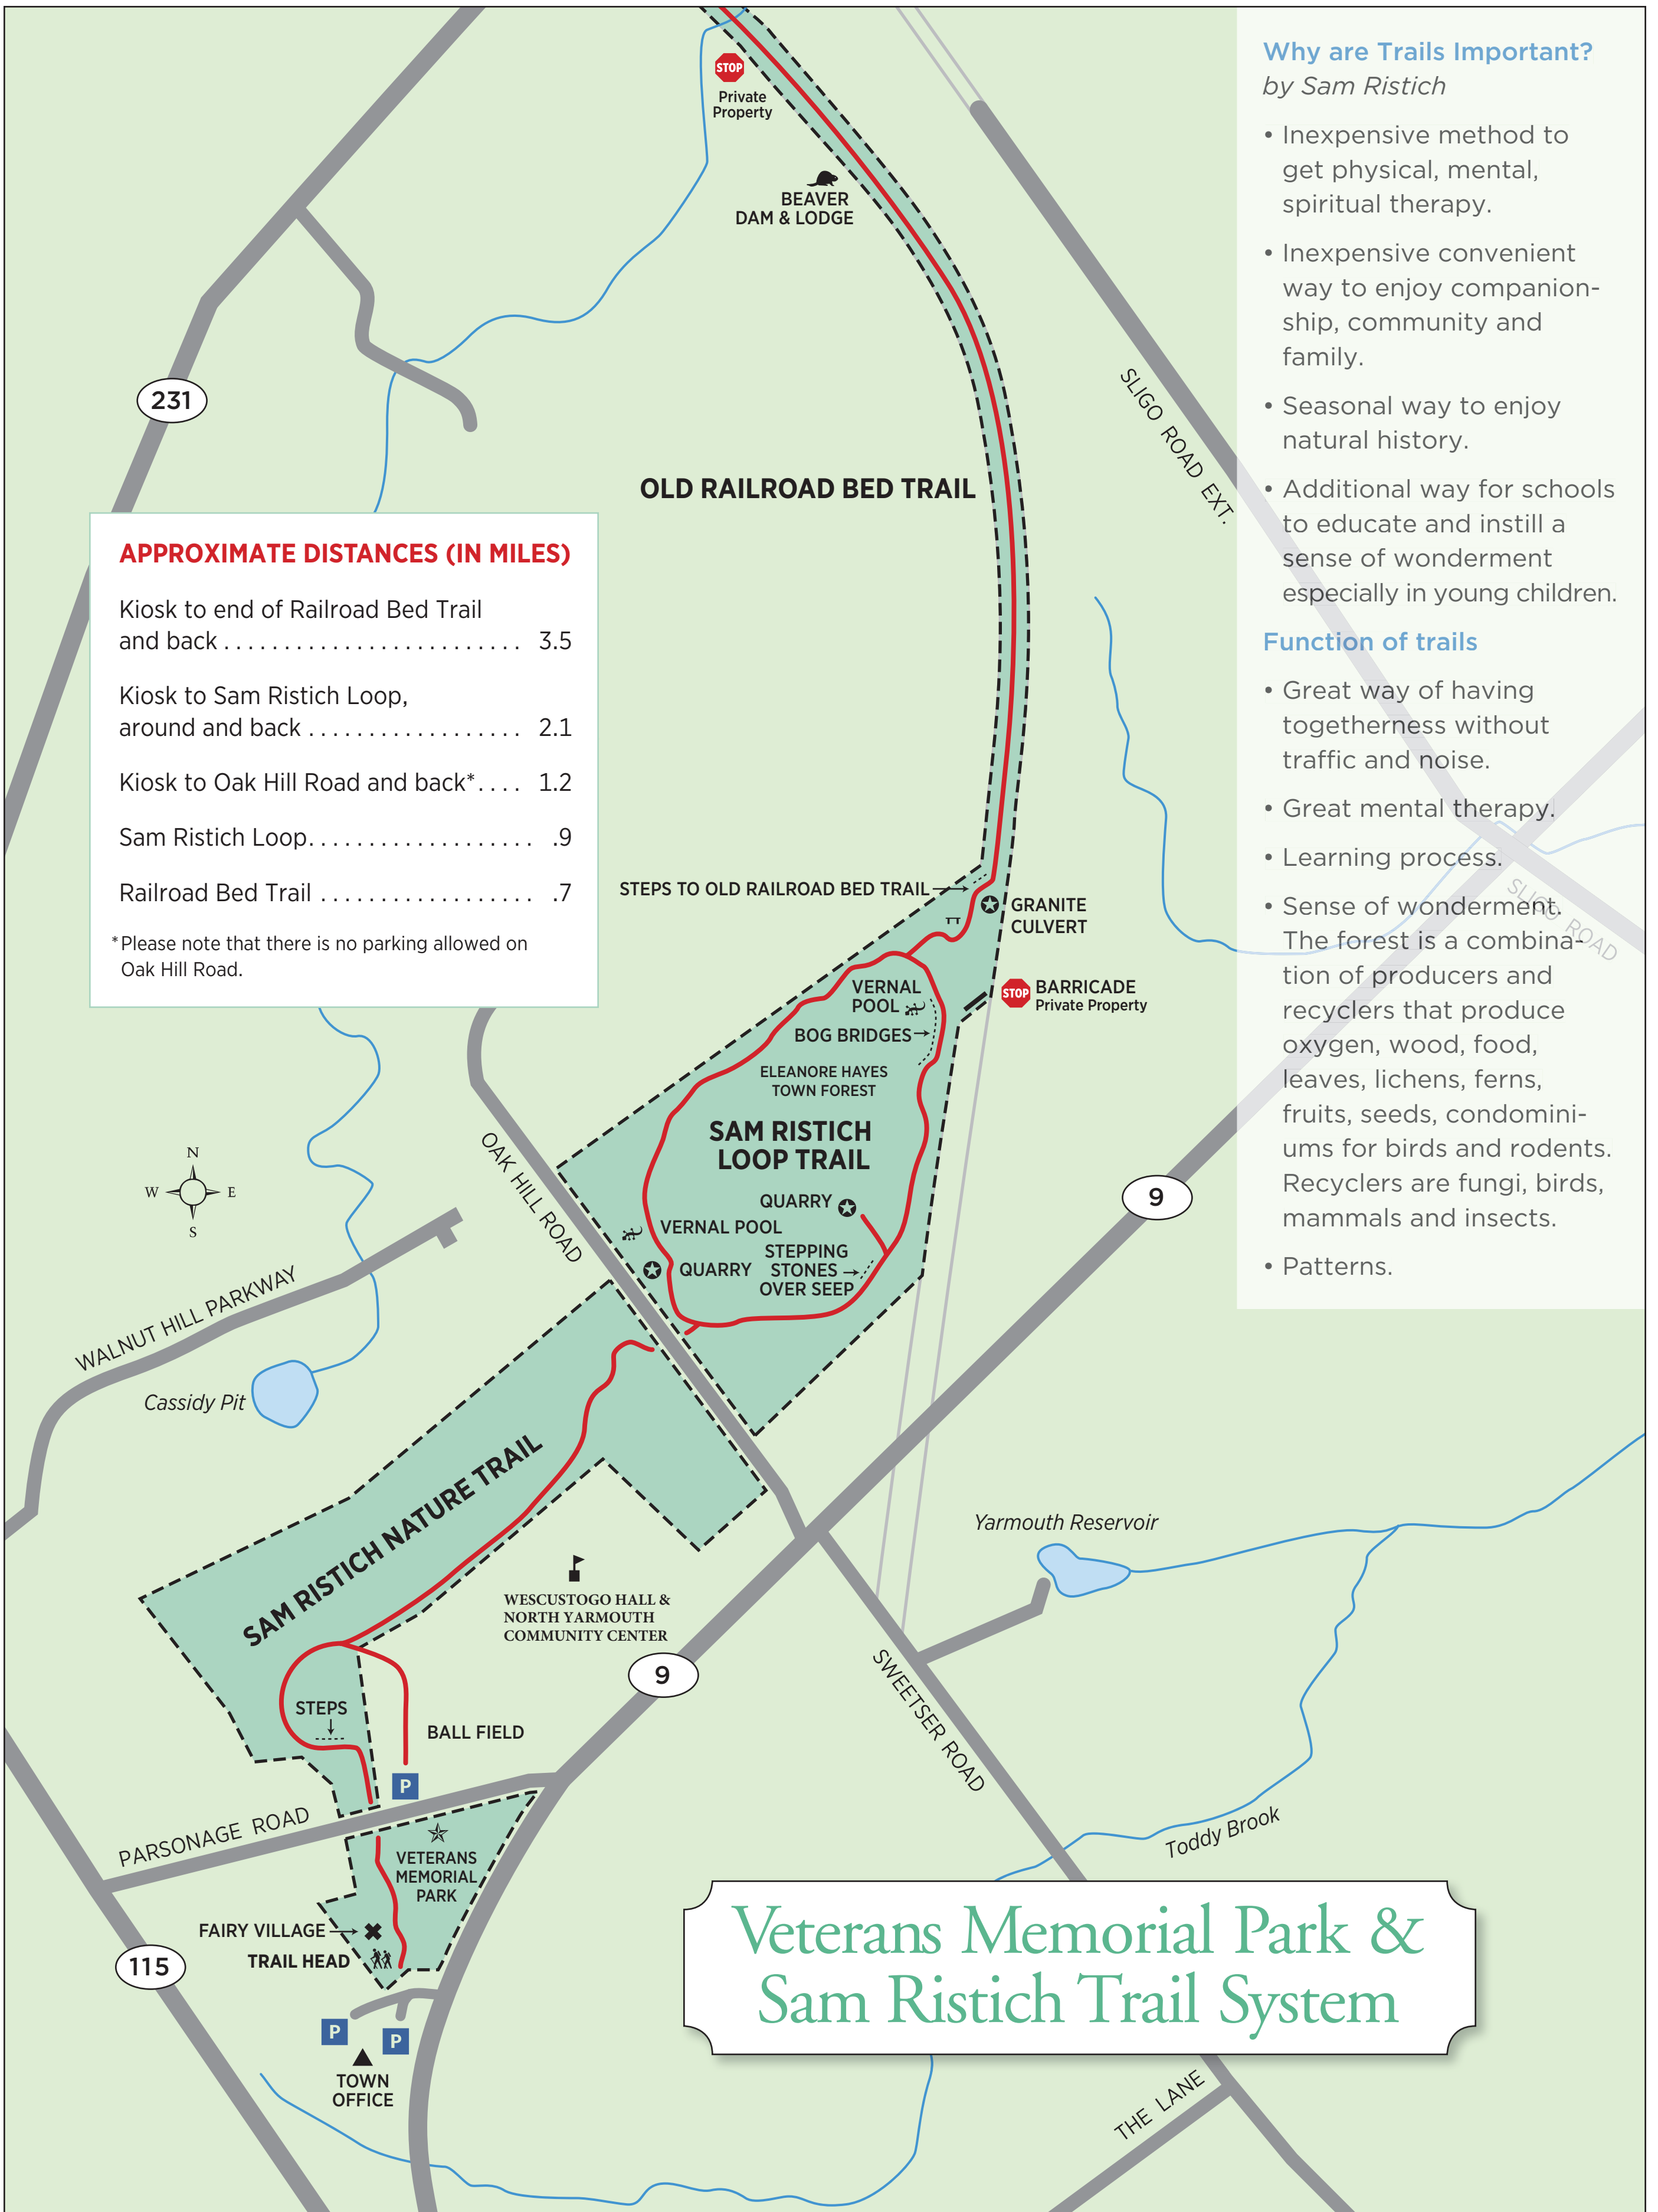 STOP
Private
Property
BEAVER
DAM & LODGE
231
OLD RAILROAD BED TRAIL
SLIGO ROAD EXT.
APPROXIMATE DISTANCES (IN MILES)
Kiosk to end of Railroad Bed Trail
and back . . . . . . . . . . . . . . . . . . . . . . . . . 3.5
Kiosk to Sam Ristich Loop,
around and back . . . . . . . . . . . . . . . . . . 2.1
Kiosk to Oak Hill Road and back* . . . . 1.2
Sam Ristich Loop. . . . . . . . . . . . . . . . . . . .9
Railroad Bed Trail . . . . . . . . . . . . . . . . . . .7
*Please note that there is no parking allowed on
Oak Hill Road.
Why are Trails Important?
by Sam Ristich
• Inexpensive method to
get physical, mental,
spiritual therapy.
• Inexpensive convenient
way to enjoy companion-
ship, community and
family.
• Seasonal way to enjoy
natural history.
• Additional way for schools
to educate and instill a
sense of wonderment
especially in young children.
Function of trails
• Great way of having
togetherness without
traffic and noise.
• Great mental therapy.
• Learning process.
• Sense of wonderment.
The forest is a combina-
tion of producers and
recyclers that produce
oxygen, wood, food,
leaves, lichens, ferns,
fruits, seeds, condomini-
ums for birds and rodents.
Recyclers are fungi, birds,
mammals and insects.
• Patterns.
SLIGO ROAD
STEPS TO OLD RAILROAD BED TRAIL
GRANITE
CULVERT
STOP
BARRICADE
Private Property
VERNAL
POOL
BOG BRIDGES
ELEANORE HAYES
TOWN FOREST
SAM RISTICH
LOOP TRAIL
QUARRY
VERNAL POOL
QUARRY
STEPPING
STONES
OVER SEEP
OAK HILL ROAD
N
W E
S
9
WALNUT HILL PARKWAY
Cassidy Pit
SAM RISTICH NATURE TRAIL
Yarmouth Reservoir
WESCUSTOGO HALL &
NORTH YARMOUTH
COMMUNITY CENTER
9
SWEETSER ROAD
STEPS
BALL FIELD
P
PARSONAGE ROAD
Toddy Brook
VETERANS
MEMORIAL
PARK
FAIRY VILLAGE
TRAIL HEAD
115
P
P
TOWN
OFFICE
Veterans Memorial Park &
Sam Ristich Trail System
THE LANE